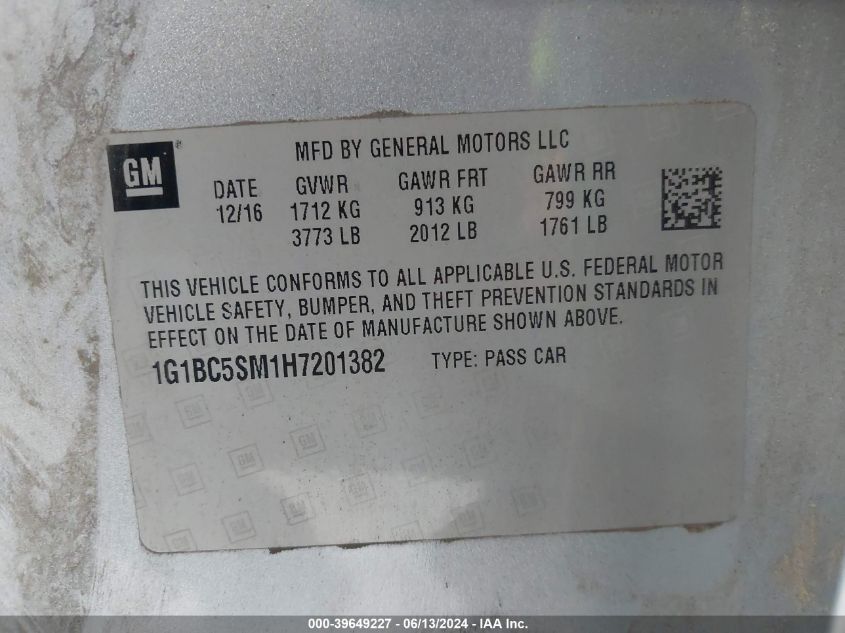 GM®
MFD BY GENERAL MOTORS LLC
DATE GVWR GAWR FRT GAWR RR
12/16 1712 KG 913 KG 799 KG
3773 LB 2012 LB 1761 LB
THIS VEHICLE CONFORMS TO ALL APPLICABLE U.S. FEDERAL MOTOR
VEHICLE SAFETY, BUMPER, AND THEFT PREVENTION STANDARDS IN
EFFECT ON THE DATE OF MANUFACTURE SHOWN ABOVE.
1G1BC5SM1H7201382 TYPE: PASS CAR
000-39649227 - 06/13/2024 - IAA Inc.